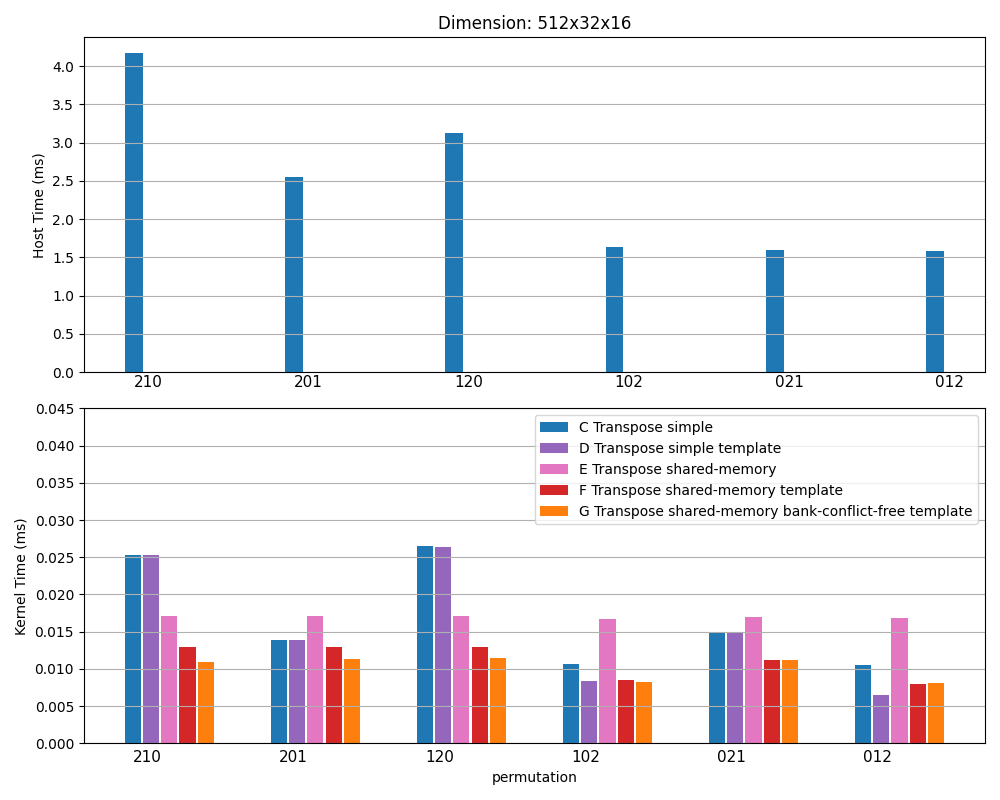 Dimension: 512x32x16
4.0
3.5
3.0
2.5
2.0
1.5
1.0
0.5
0.0
Host Time (ms)
210 201 120 102 021 012
0.045
0.040
0.035
0.030
0.025
0.020
0.015
0.010
0.005
0.000
Kernel Time (ms)
C Transpose simple
D Transpose simple template
E Transpose shared-memory
F Transpose shared-memory template
G Transpose shared-memory bank-conflict-free template
210 201 120 102 021 012
permutation